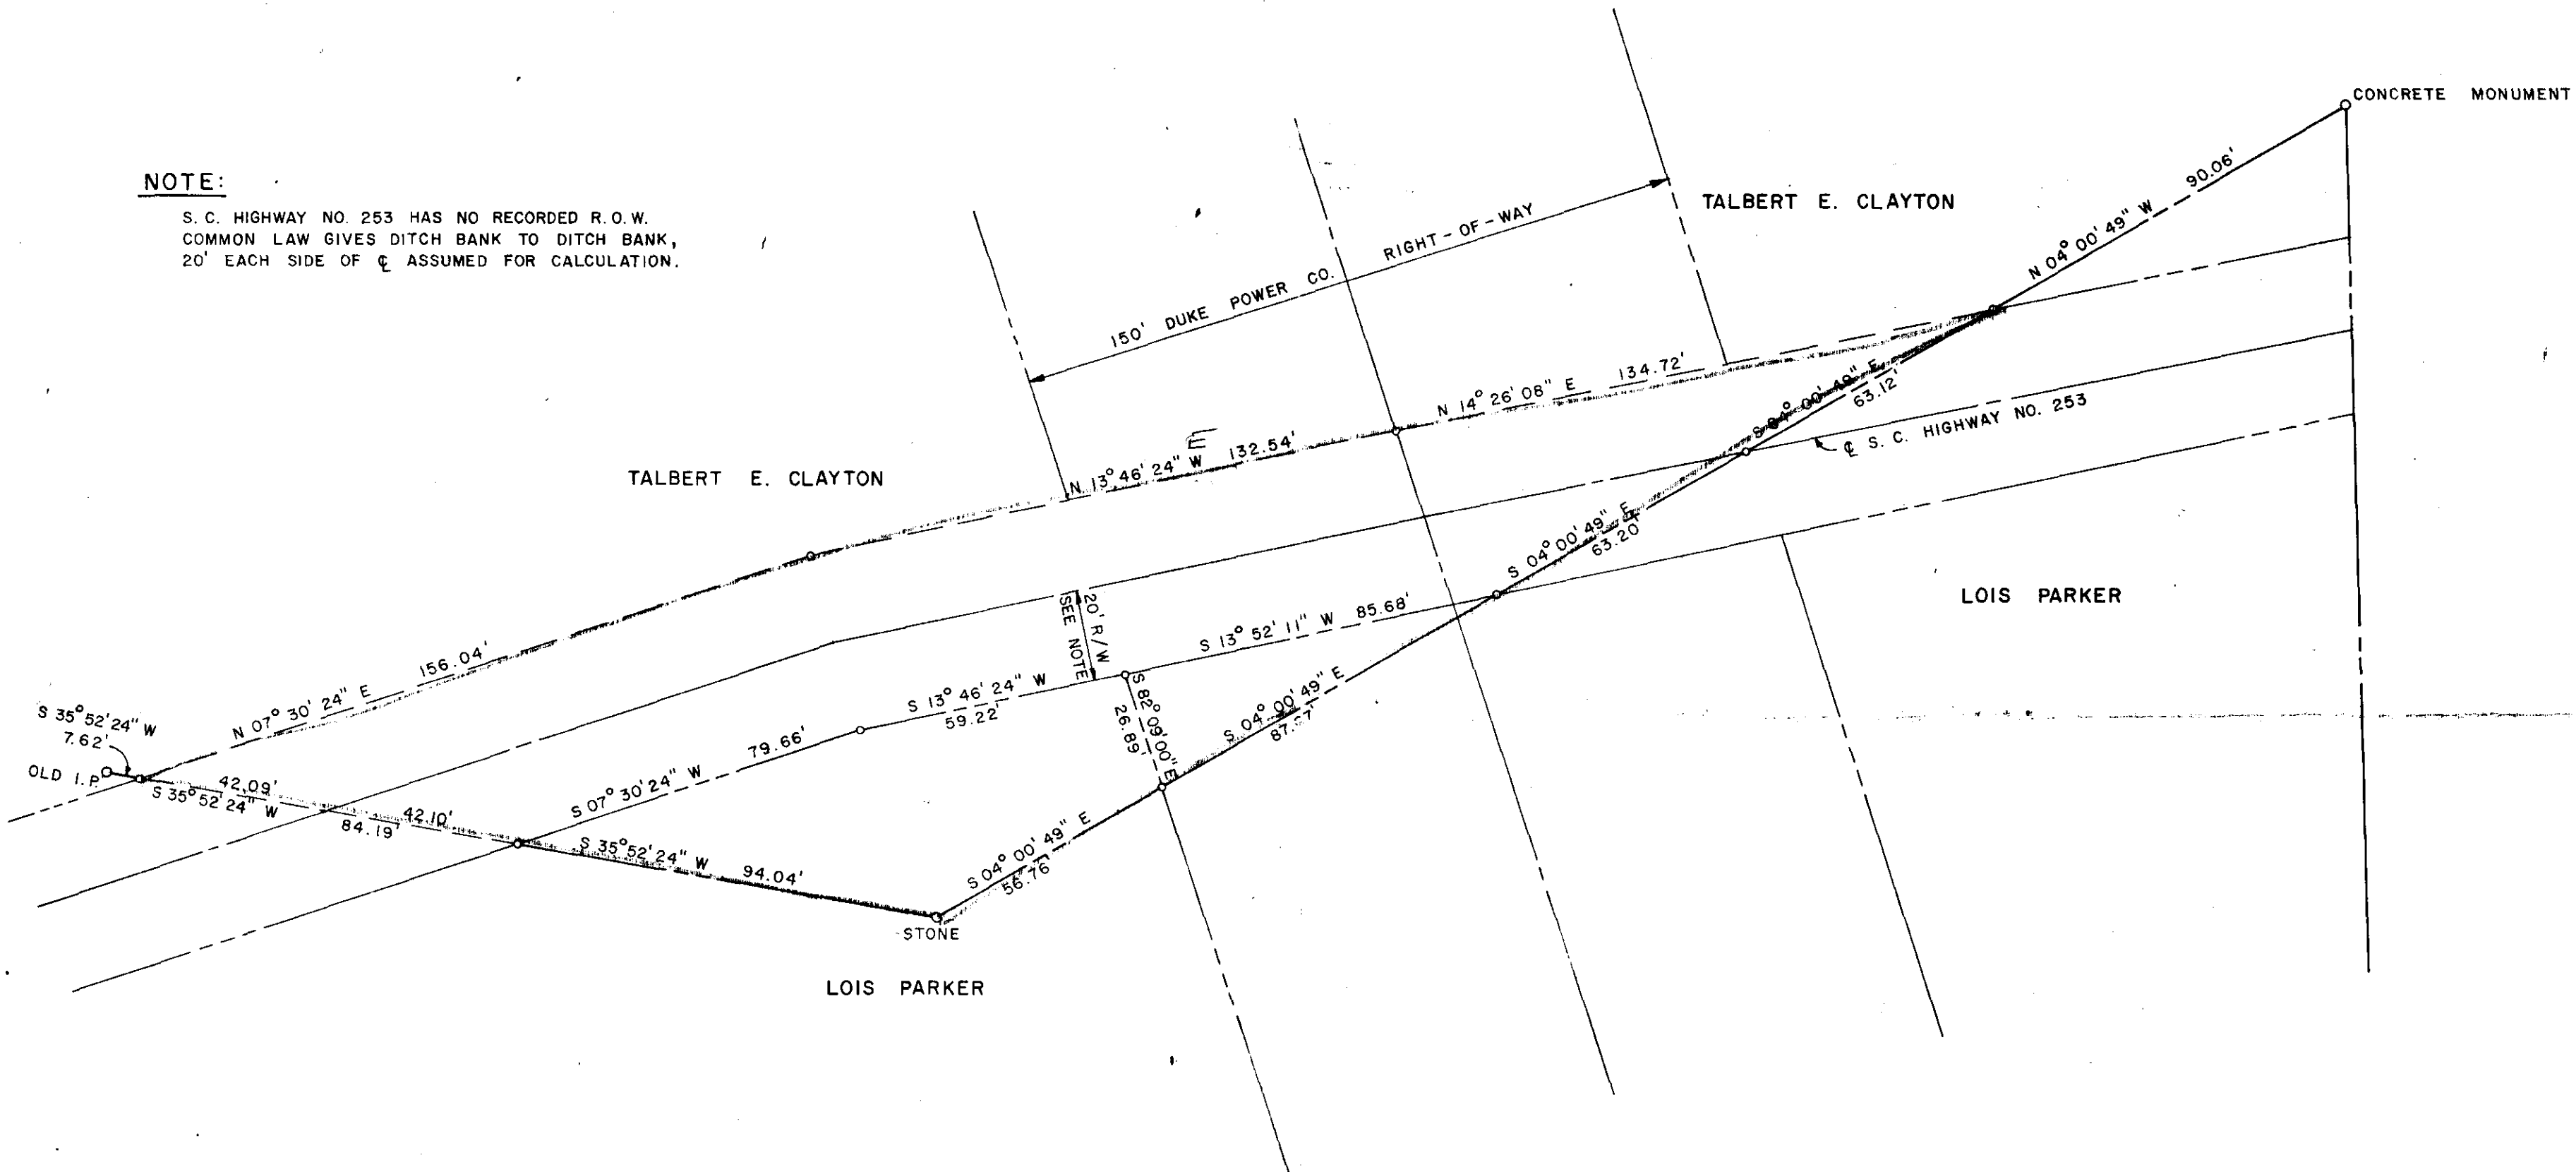 CONCRETE MONUMENT
NOTE:
S. C. HIGHWAY NO. 253 HAS NO RECORDED R.O.W.
COMMON LAW GIVES DITCH BANK TO DITCH BANK,
20' EACH SIDE OF ℄ ASSUMED FOR CALCULATION.
TALBERT E. CLAYTON
90.06'
N 04° 00' 49" W
150' DUKE POWER CO. RIGHT-OF-WAY
N 14° 26' 08" E 134.72'
S 04° 00' 49" E
63.12'
℄ S. C. HIGHWAY NO. 253
E
N 13° 46' 24" W 132.54'
TALBERT E. CLAYTON
S 04° 00' 49" E
63.20'
LOIS PARKER
20' R/W
SEE NOTE
S 13° 52' 11" W 85.68'
N 07° 30' 24" E 156.04'
S 13° 46' 24" W
59.22'
S 82° 09' 00" E
26.89'
S 04° 00' 49" E
S 35° 52' 24" W
7.62'
OLD I.P.
42.09'
S 35° 52' 24" W
84.19'
42.10'
S 07° 30' 24" W 79.66'
S 35° 52' 24" W 94.04'
S 04° 00' 49" E
56.76
STONE
LOIS PARKER